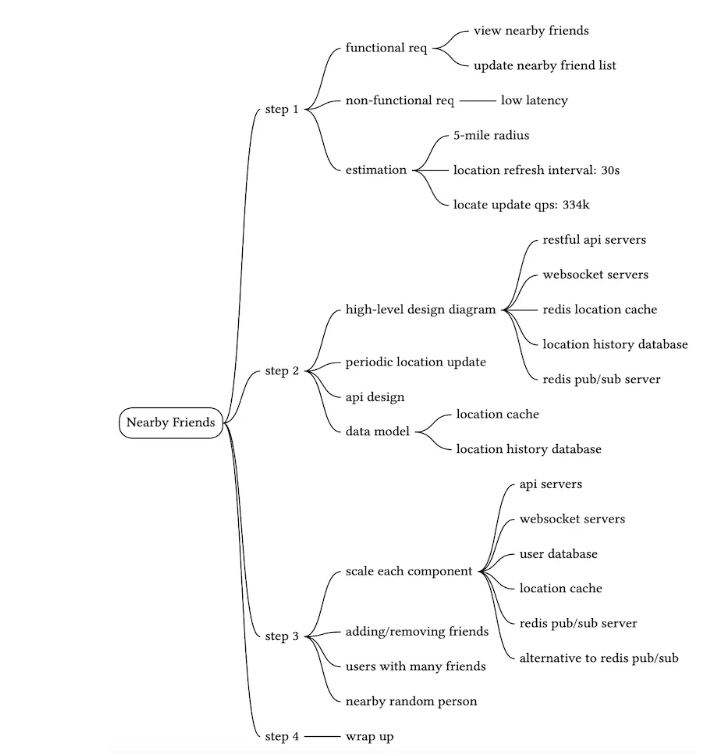 Nearby Friends
step 1
functional req
view nearby friends
update nearby friend list
non-functional req
low latency
estimation
5-mile radius
location refresh interval: 30s
locate update qps: 334k
step 2
high-level design diagram
restful api servers
websocket servers
redis location cache
location history database
redis pub/sub server
periodic location update
api design
data model
location cache
location history database
step 3
scale each component
api servers
websocket servers
user database
location cache
redis pub/sub server
alternative to redis pub/sub
adding/removing friends
users with many friends
nearby random person
step 4
wrap up